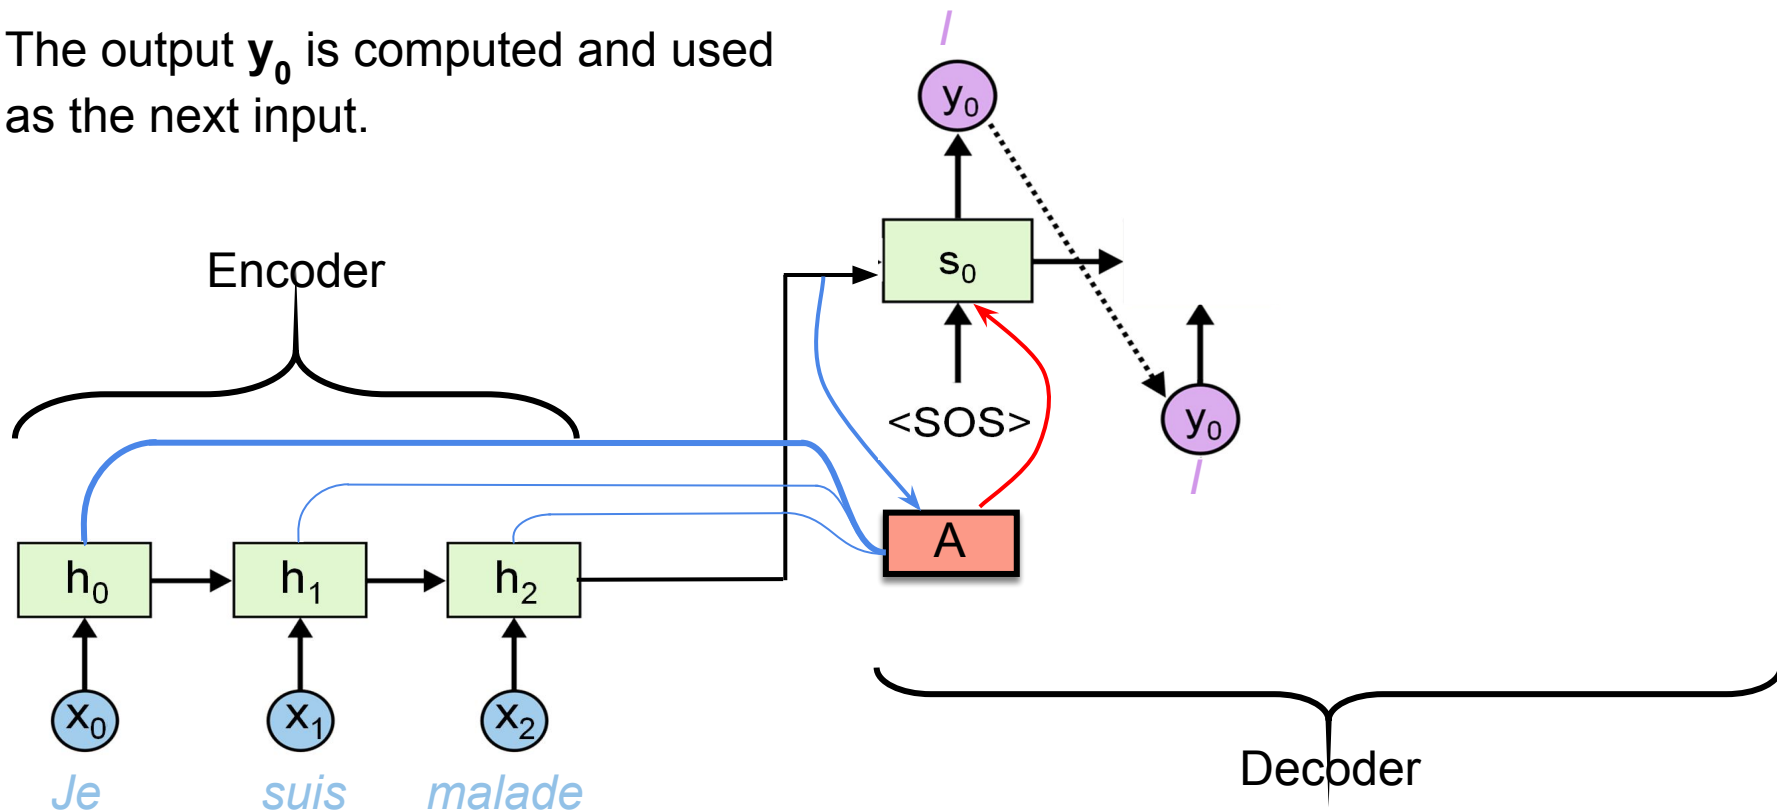 The output y₀ is computed and used
as the next input.
I
y₀
Encoder
s₀
<SOS>
y₀
I
A
h₀ h₁ h₂
x₀ x₁ x₂
Je suis malade
Decoder